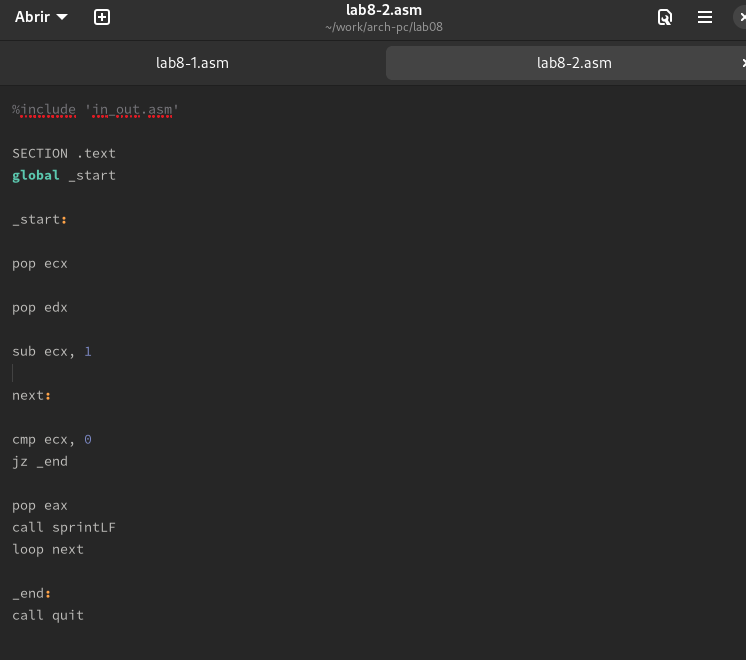 Abrir
lab8-2.asm
~/work/arch-pc/lab08
lab8-1.asm
lab8-2.asm
%include 'in_out.asm'
SECTION .text
global _start
_start:
pop ecx
pop edx
sub ecx, 1
next:
cmp ecx, 0
jz _end
pop eax
call sprintLF
loop next
_end:
call quit